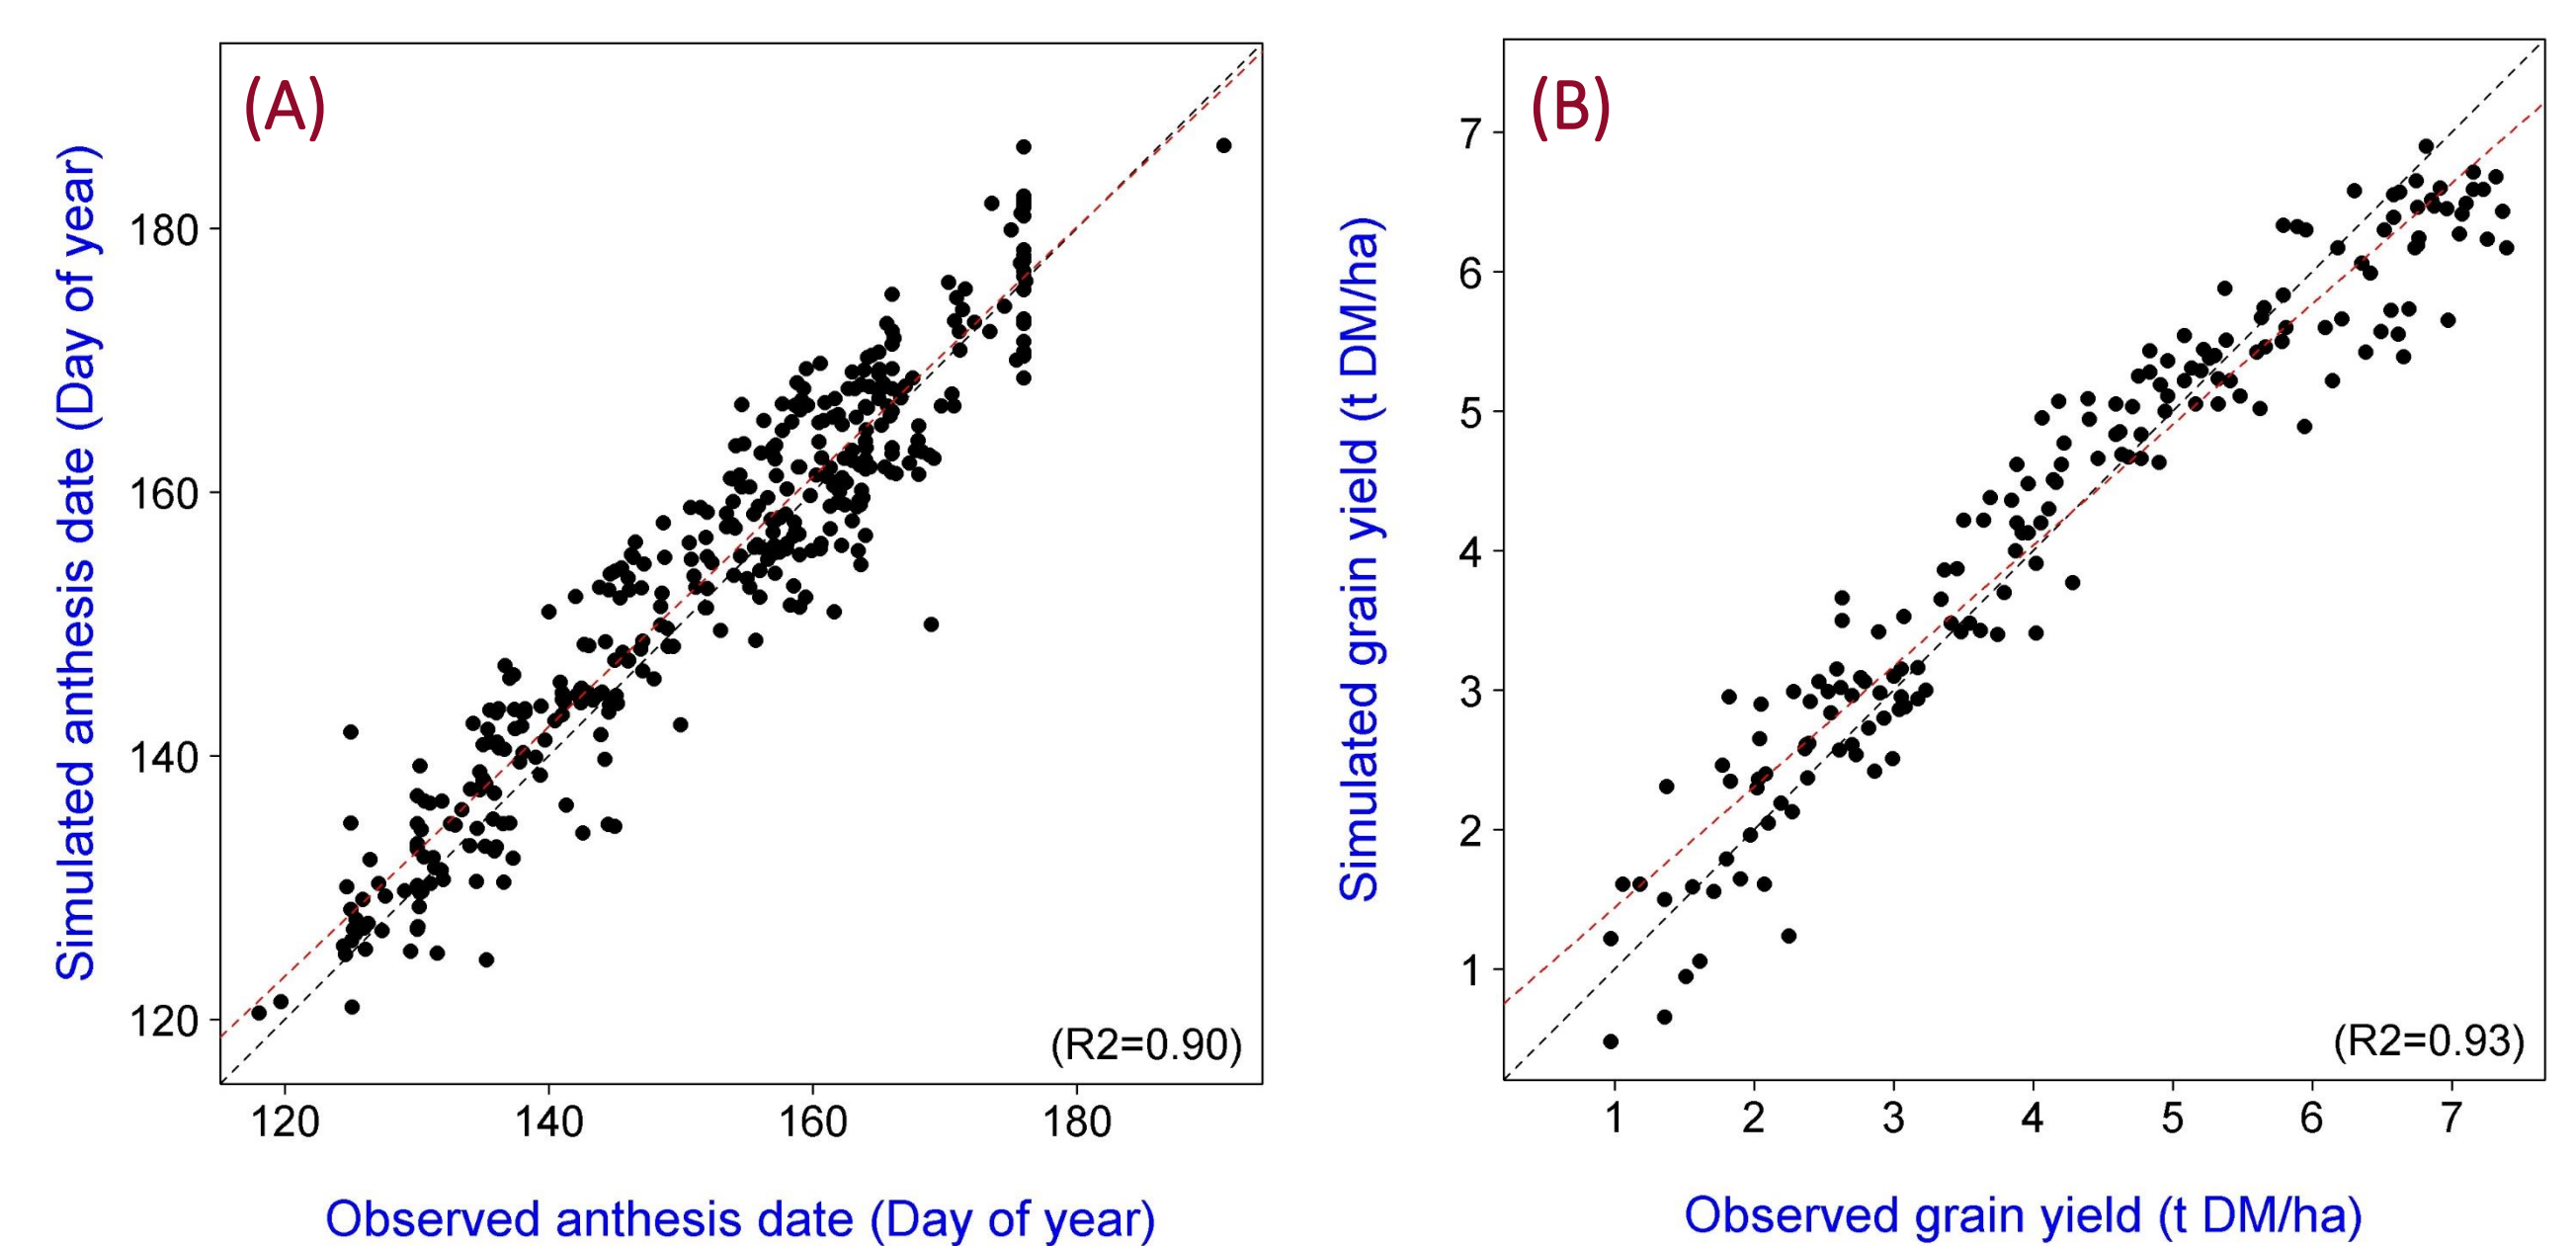 (A)
Simulated anthesis date (Day of year)
180
160
140
120
(R2=0.90)
120 140 160 180
Observed anthesis date (Day of year)
(B)
Simulated grain yield (t DM/ha)
7
6
5
4
3
2
1
(R2=0.93)
1 2 3 4 5 6 7
Observed grain yield (t DM/ha)